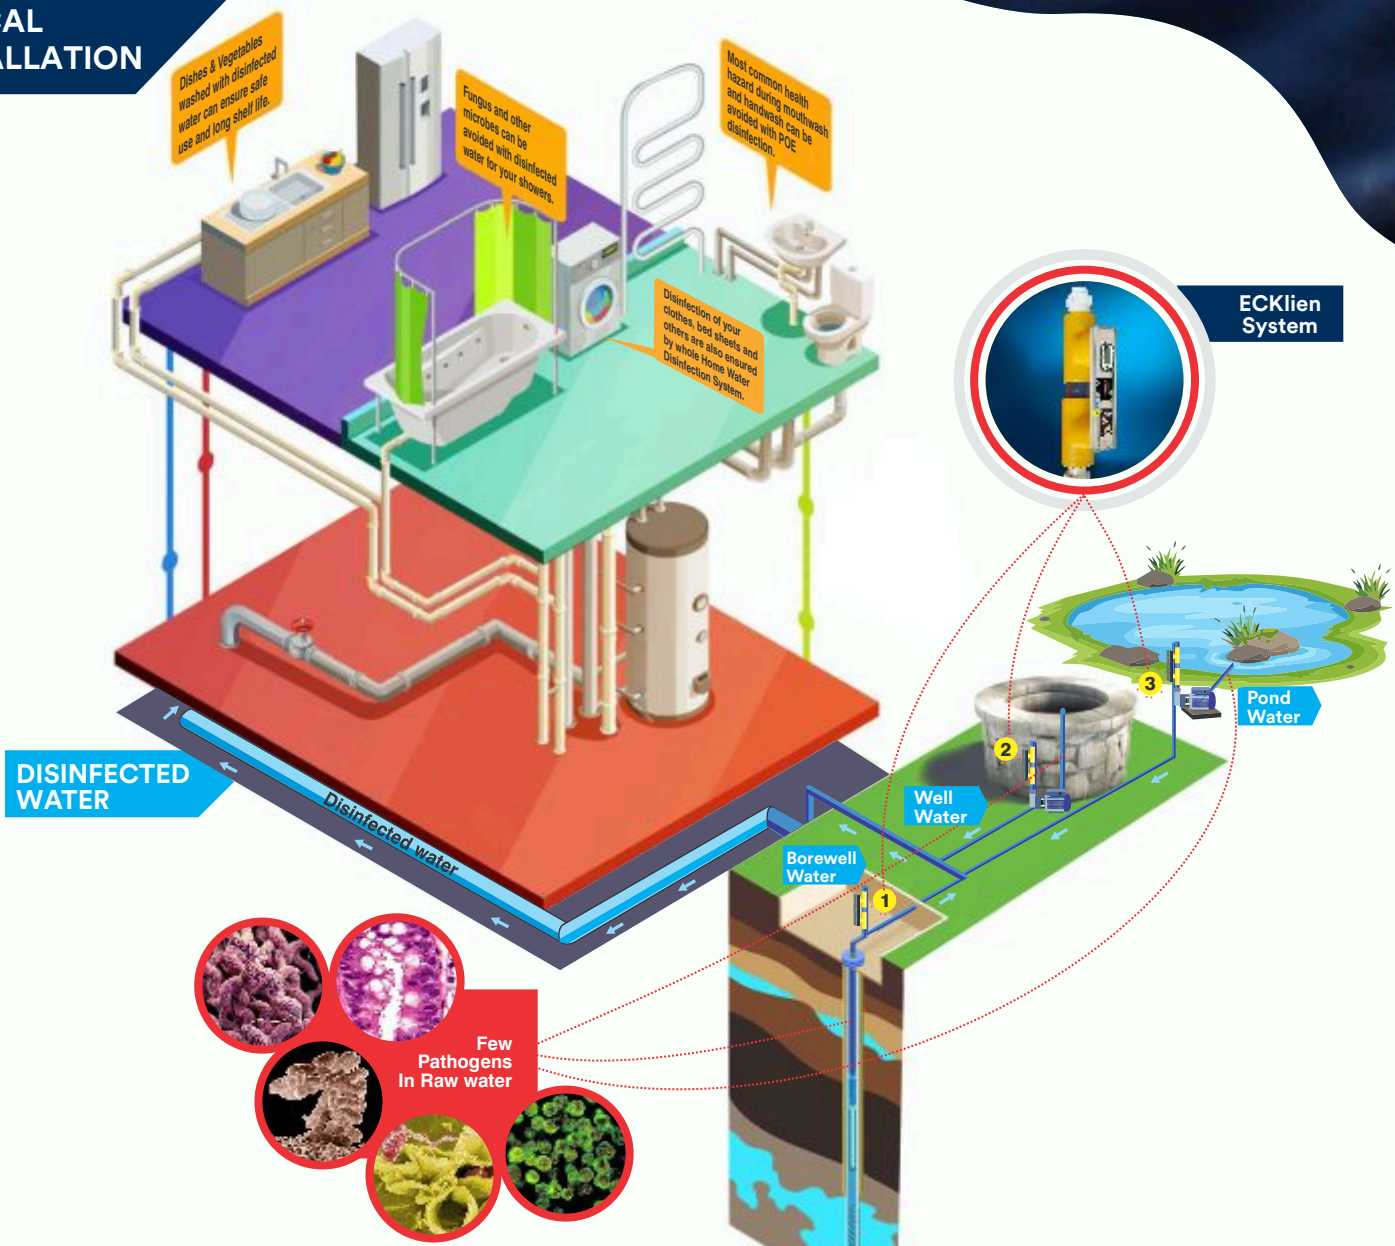 CAL
ALLATION
Dishes & Vegetables
washed with disinfected
water can ensure safe
use and long shelf life.
Fungus and other
microbes can be
avoided with disinfected
water for your showers.
Most common health
hazard during mouthwash
and handwash can be
avoided with POE
disinfection.
Disinfection of your
clothes, bed sheets and
others are also ensured
by whole Home Water
Disinfection System.
ECKlien
System
3
Pond
Water
2
Well
Water
Borewell
Water
1
DISINFECTED
WATER
Disinfected water
Few
Pathogens
In Raw water